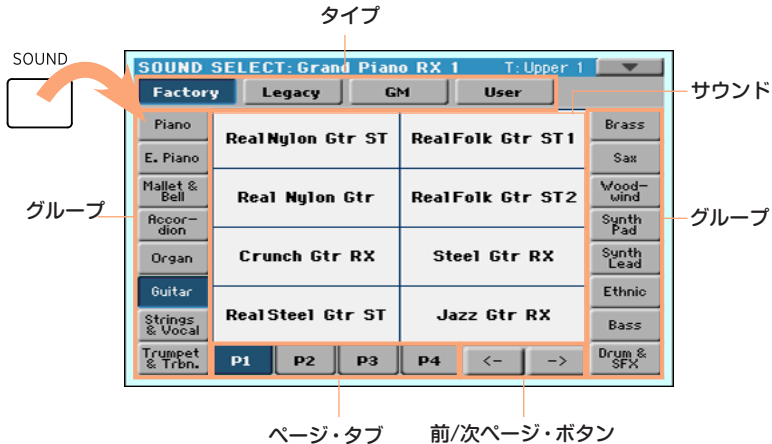 タイプ
SOUND
SOUND SELECT: Grand Piano RX 1 T: Upper 1
Factory Legacy GM User
サウンド
グループ
Piano
E. Piano
Mallet &
Bell
Accor-
dion
Organ
Guitar
Strings
& Vocal
Trumpet
& Trbn.
RealNylon Gtr ST RealFolk Gtr ST1
Real Nylon Gtr RealFolk Gtr ST2
Crunch Gtr RX Steel Gtr RX
RealSteel Gtr ST Jazz Gtr RX
Brass
Sax
Wood-
wind
Synth
Pad
Synth
Lead
Ethnic
Bass
Drum &
SFX
グループ
P1 P2 P3 P4 <- ->
ページ・タブ 前/次ページ・ボタン